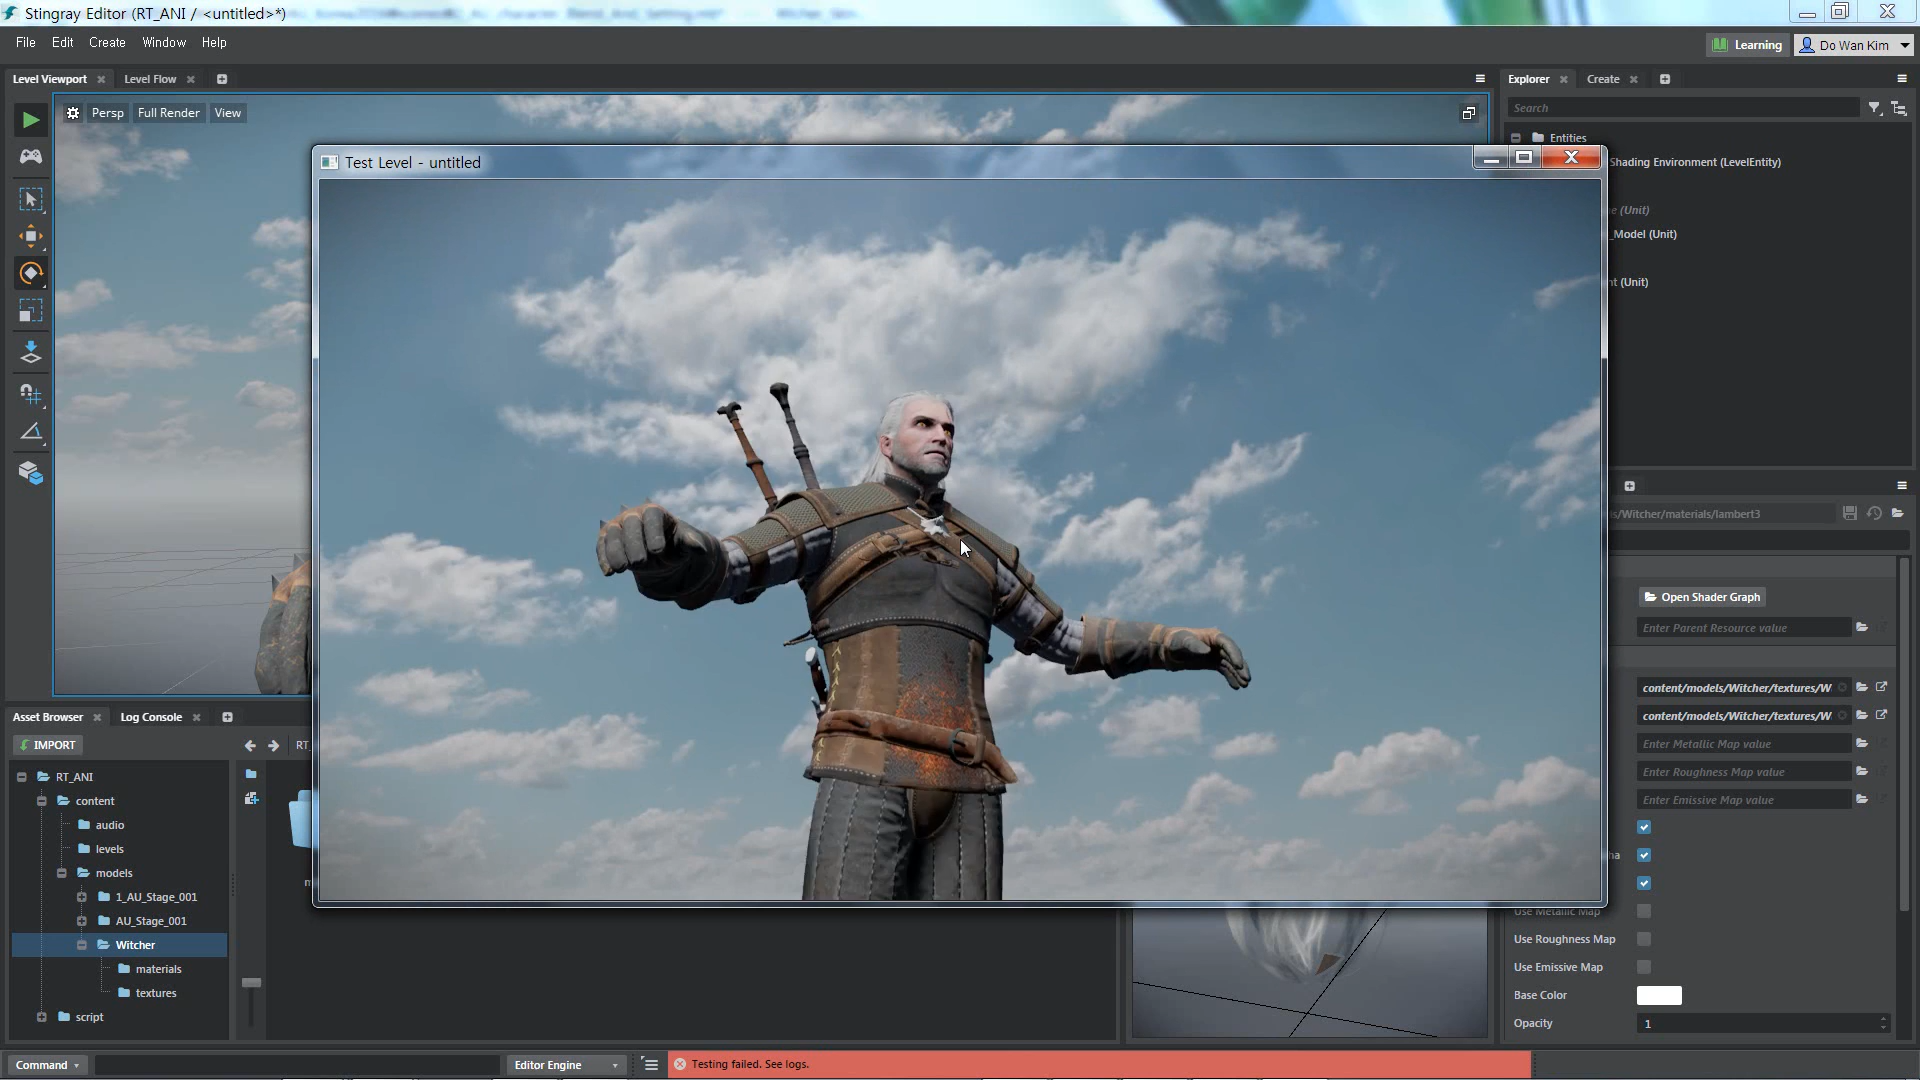 Stingray Editor (RT_ANI / <untitled>*)
File Edit Create Window Help
Learning
Do Wan Kim
Level Viewport
Level Flow
Explorer
Create
Persp
Full Render
View
Search
Entities
Test Level - untitled
Shading Environment (LevelEntity)
e (Unit)
_Model (Unit)
nt (Unit)
s/Witcher/materials/lambert3
Open Shader Graph
Enter Parent Resource value
content/models/Witcher/textures/W
content/models/Witcher/textures/W
Enter Metallic Map value
Enter Roughness Map value
Enter Emissive Map value
ha
Use Metallic Map
Use Roughness Map
Use Emissive Map
Base Color
Opacity
1
Asset Browser
Log Console
IMPORT
RT_
RT_ANI
content
audio
levels
models
1_AU_Stage_001
AU_Stage_001
Witcher
materials
textures
script
Command
Editor Engine
Testing failed. See logs.